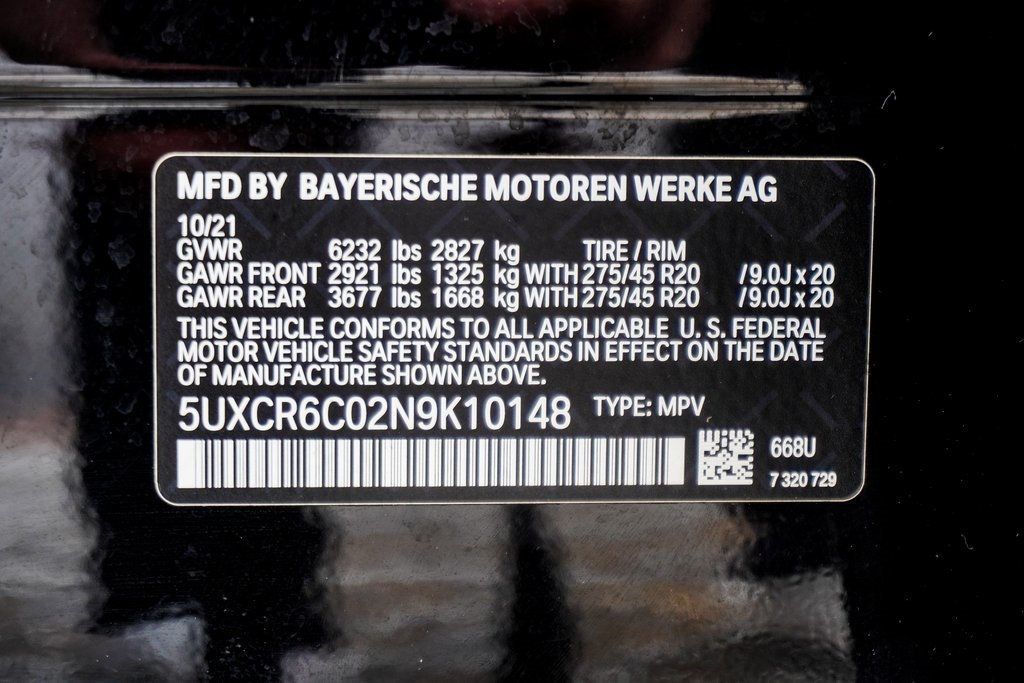 MFD BY BAYERISCHE MOTOREN WERKE AG
10/21
GVWR 6232 lbs 2827 kg TIRE / RIM
GAWR FRONT 2921 lbs 1325 kg WITH 275/45 R20 / 9.0J x 20
GAWR REAR 3677 lbs 1668 kg WITH 275/45 R20 / 9.0J x 20
THIS VEHICLE CONFORMS TO ALL APPLICABLE U. S. FEDERAL
MOTOR VEHICLE SAFETY STANDARDS IN EFFECT ON THE DATE
OF MANUFACTURE SHOWN ABOVE.
5UXCR6C02N9K10148 TYPE: MPV
668U
7 320 729